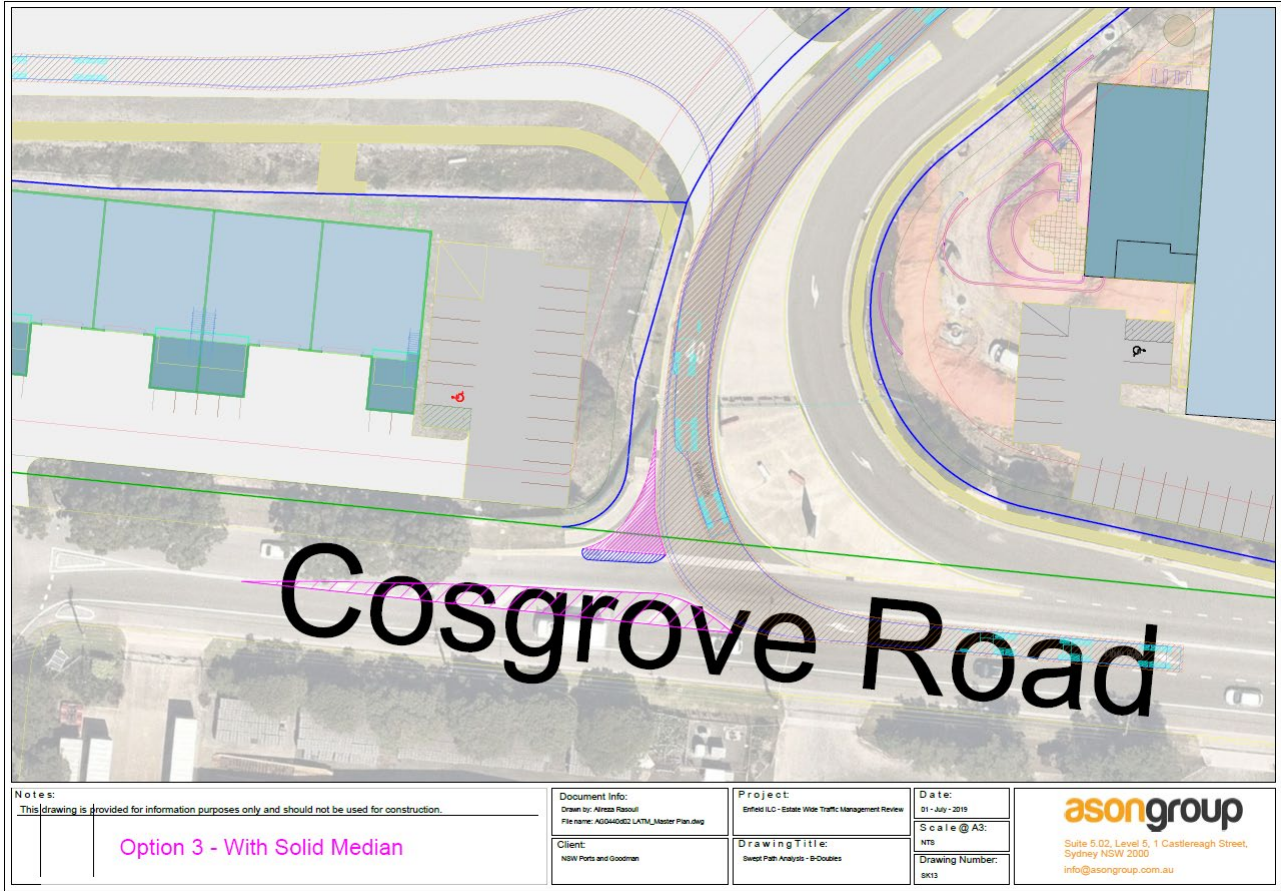 Cosgrove Road
Notes:
This drawing is provided for information purposes only and should not be used for construction.
Option 3 - With Solid Median
Document Info:
Drawn by: Alireza Rasouli
File name: AG0440d02 LATM_Master Plan.dwg
Client:
NSW Ports and Goodman
Project:
Enfield ILC - Estate Wide Traffic Management Review
Drawing Title:
Swept Path Analysis - B-Doubles
Date:
01 - July - 2019
Scale @ A3:
NTS
Drawing Number:
SK13
asongroup
Suite 5.02, Level 5, 1 Castlereagh Street,
Sydney NSW 2000
info@asongroup.com.au